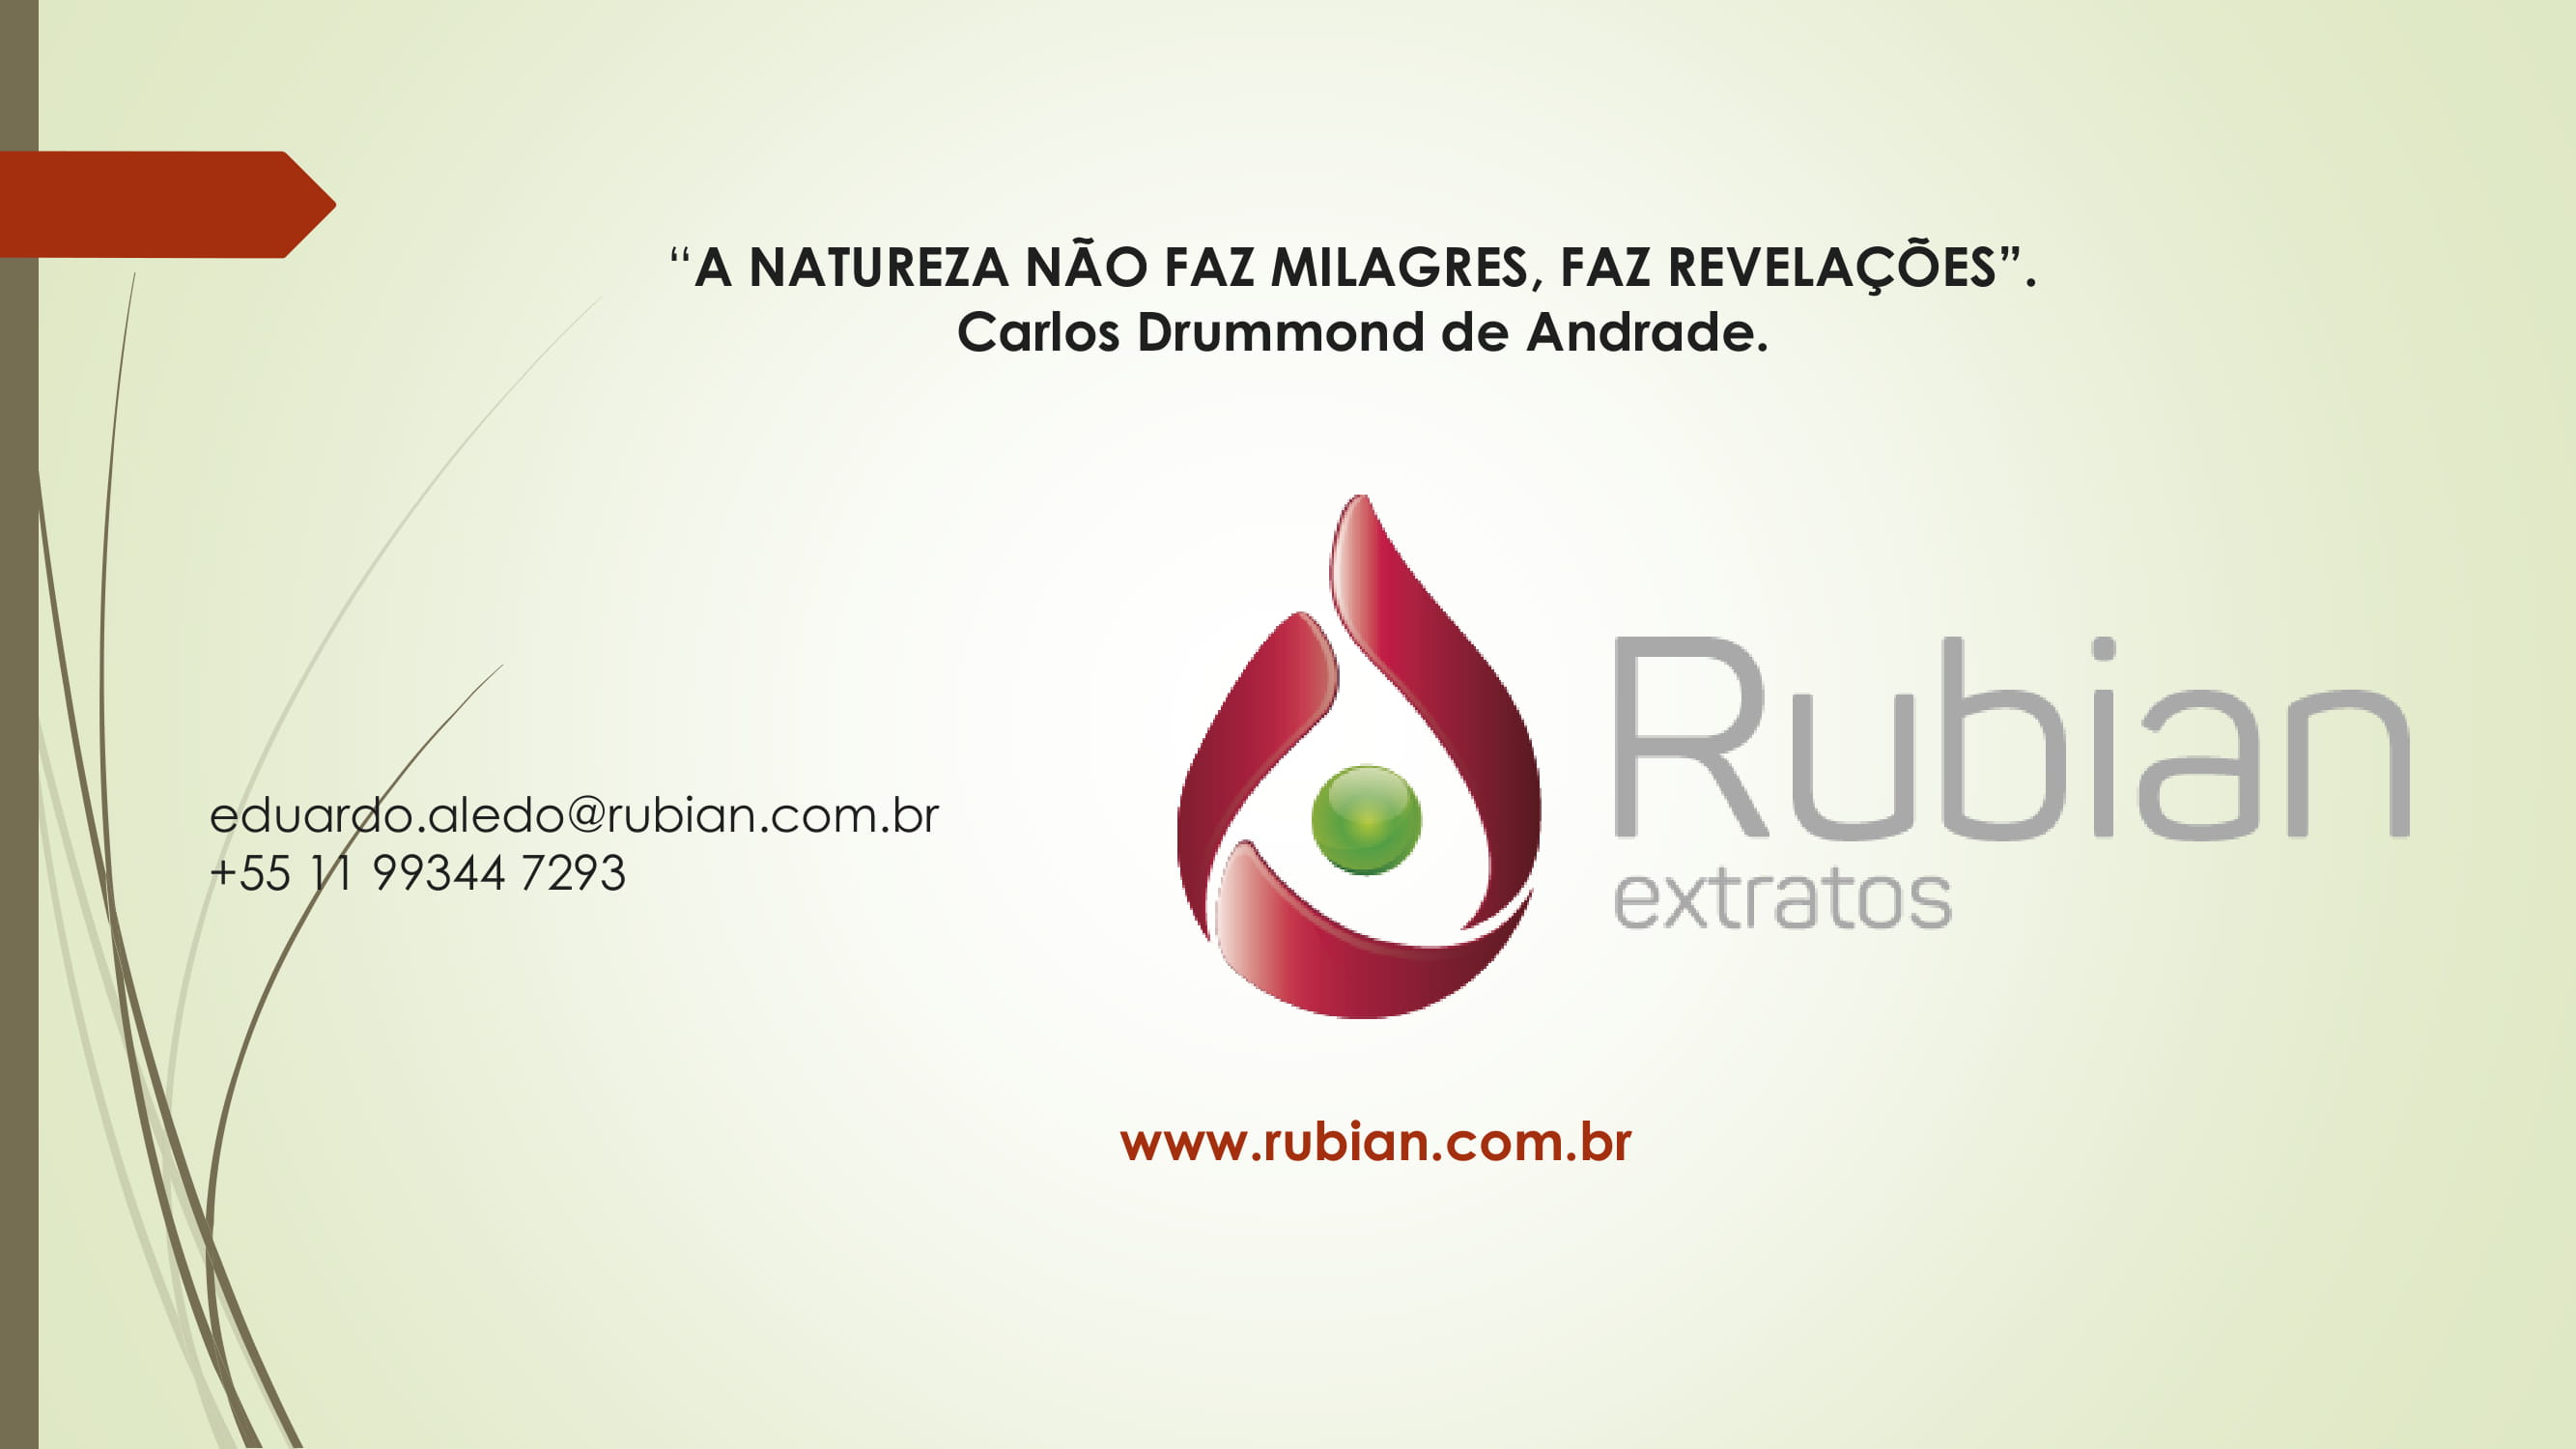 “A NATUREZA NÃO FAZ MILAGRES, FAZ REVELAÇÕES”.
Carlos Drummond de Andrade.
Rubian
extratos
eduardo.aledo@rubian.com.br
+55 11 99344 7293
www.rubian.com.br